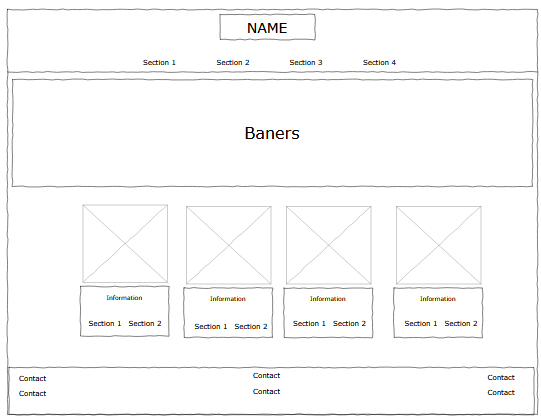 NAME
Section 1 Section 2 Section 3 Section 4
Baners
Information Information Information Information
Section 1 Section 2 Section 1 Section 2 Section 1 Section 2 Section 1 Section 2
Contact Contact Contact
Contact Contact Contact